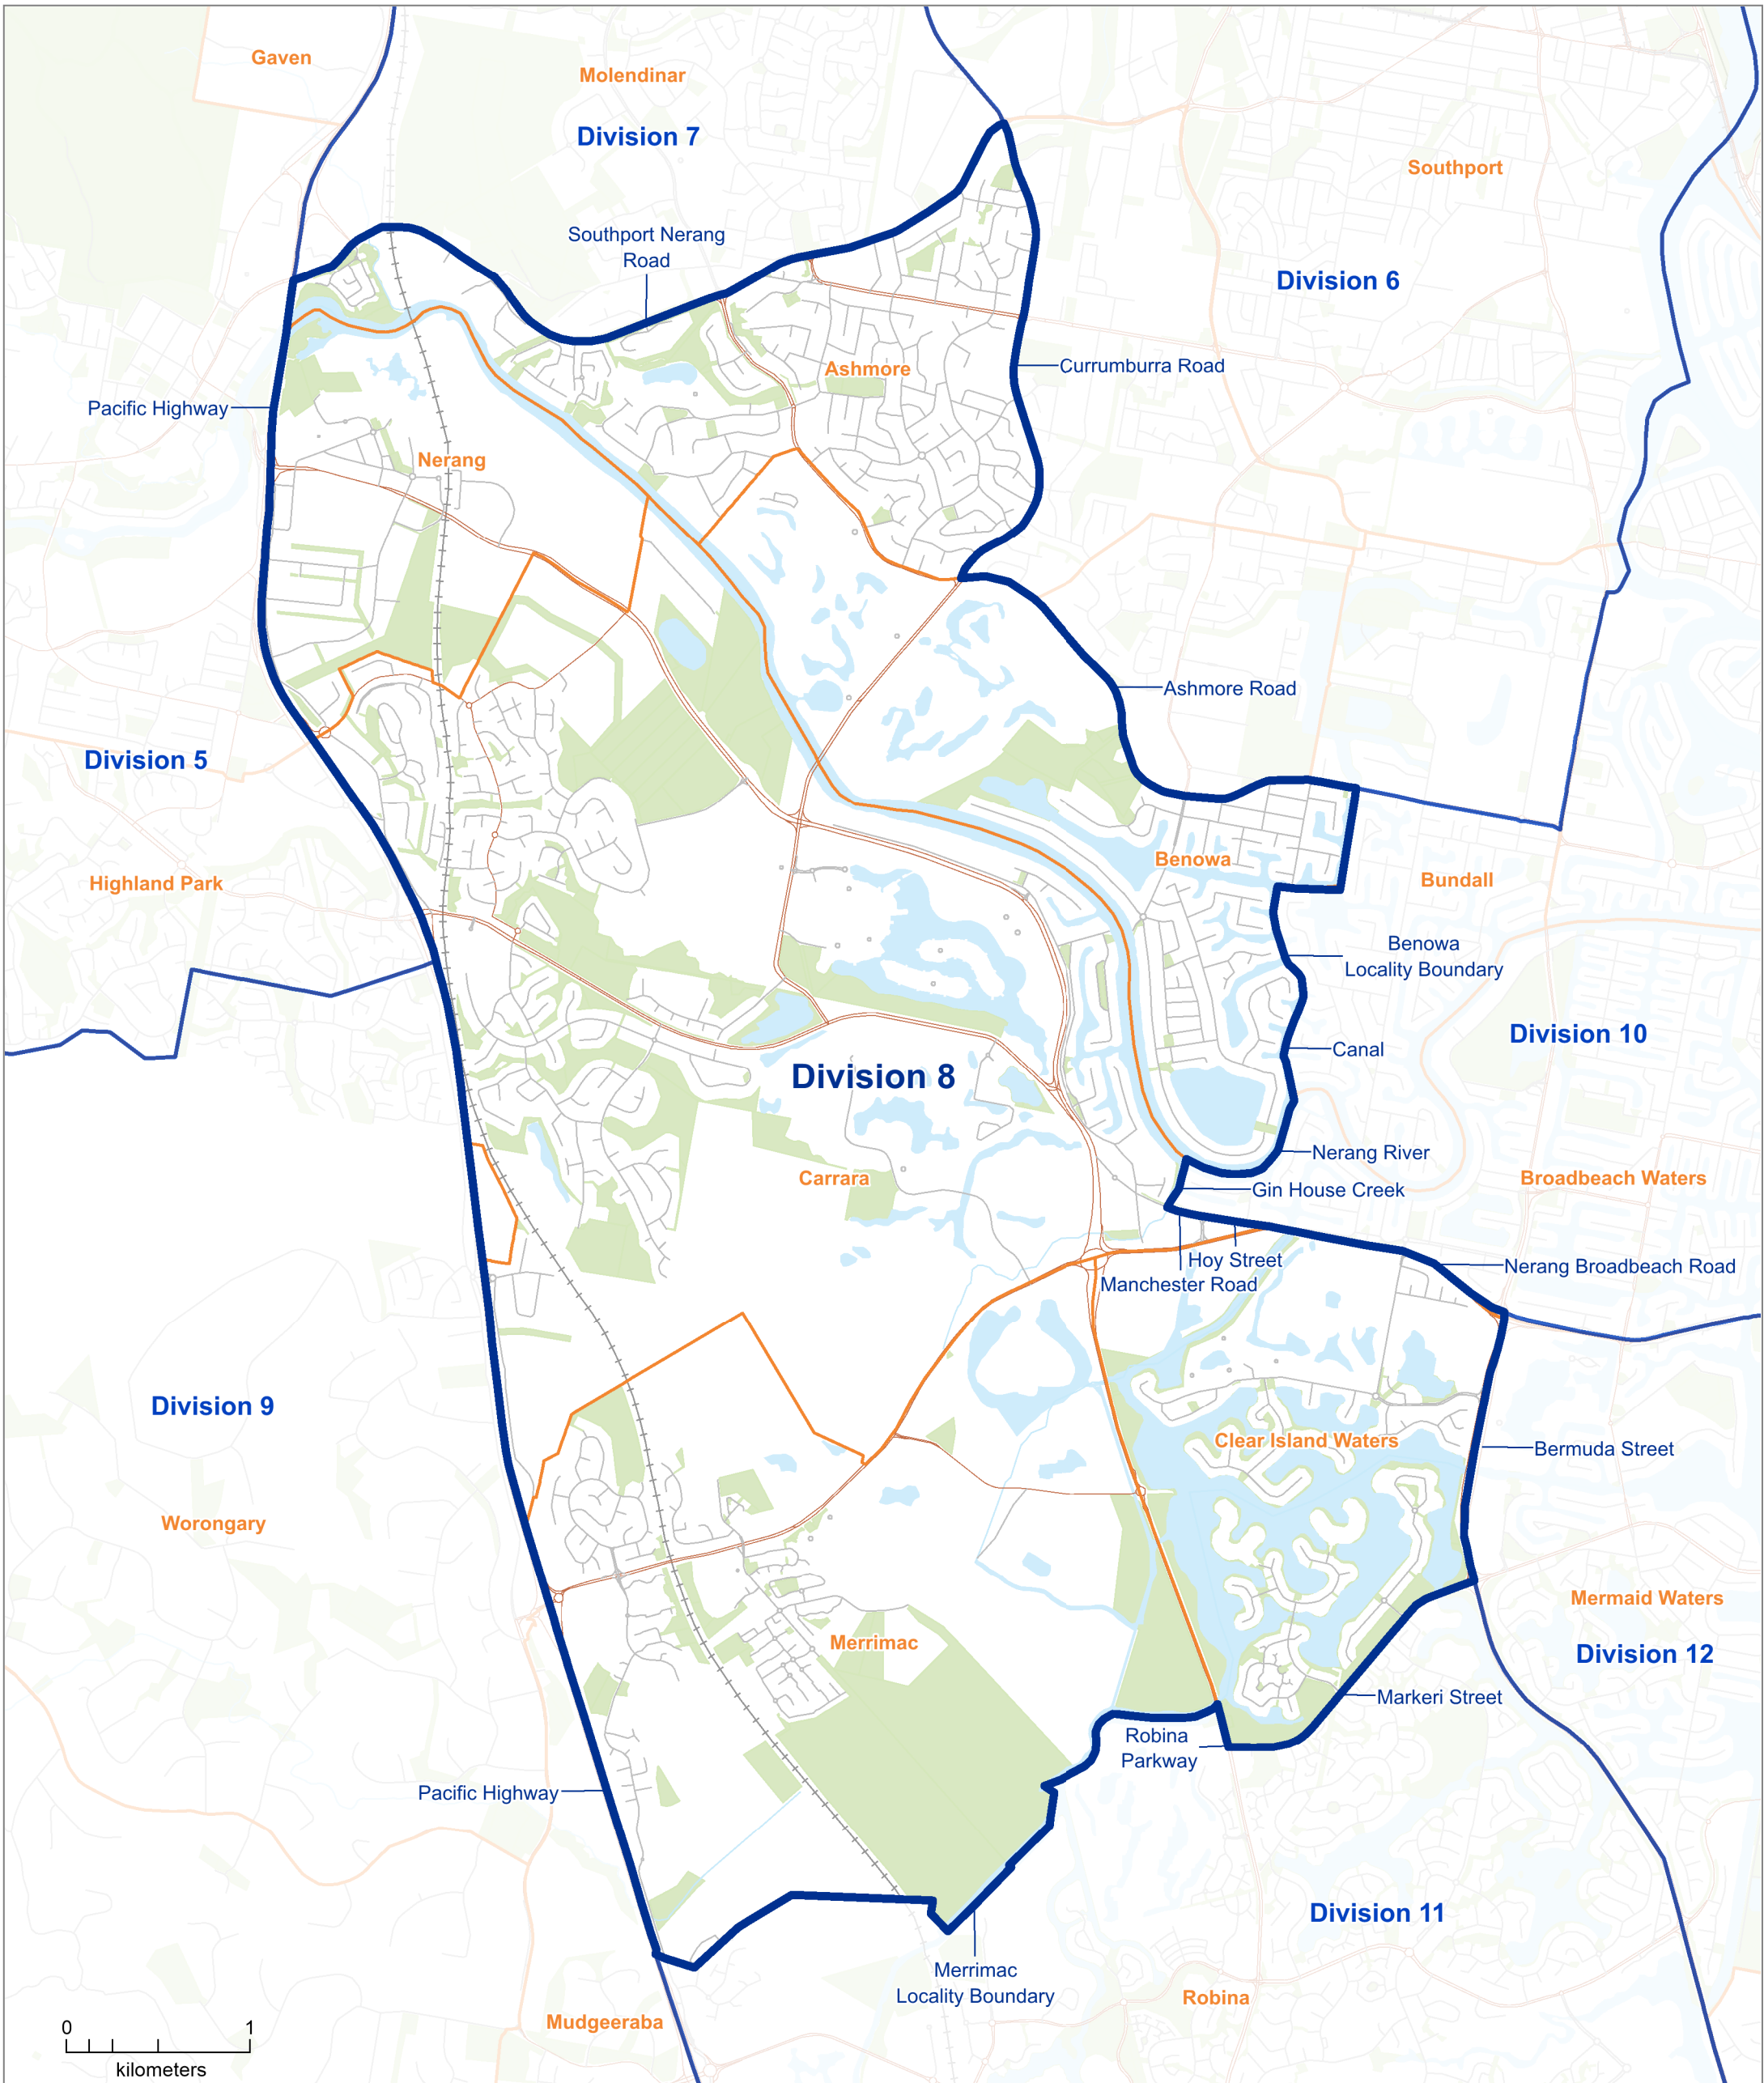 Gaven
Molendinar
Division 7
Southport
Southport Nerang
Road
Division 6
Ashmore
Currumburra Road
Pacific Highway
Nerang
Ashmore Road
Division 5
Benowa
Highland Park
Bundall
Benowa
Locality Boundary
Division 10
Canal
Division 8
Nerang River
Carrara
Broadbeach Waters
Gin House Creek
Hoy Street
Nerang Broadbeach Road
Manchester Road
Division 9
Clear Island Waters
Bermuda Street
Worongary
Mermaid Waters
Merrimac
Division 12
Markeri Street
Robina
Parkway
Pacific Highway
Division 11
Merrimac
Locality Boundary
Robina
Mudgeeraba
0 1
kilometers